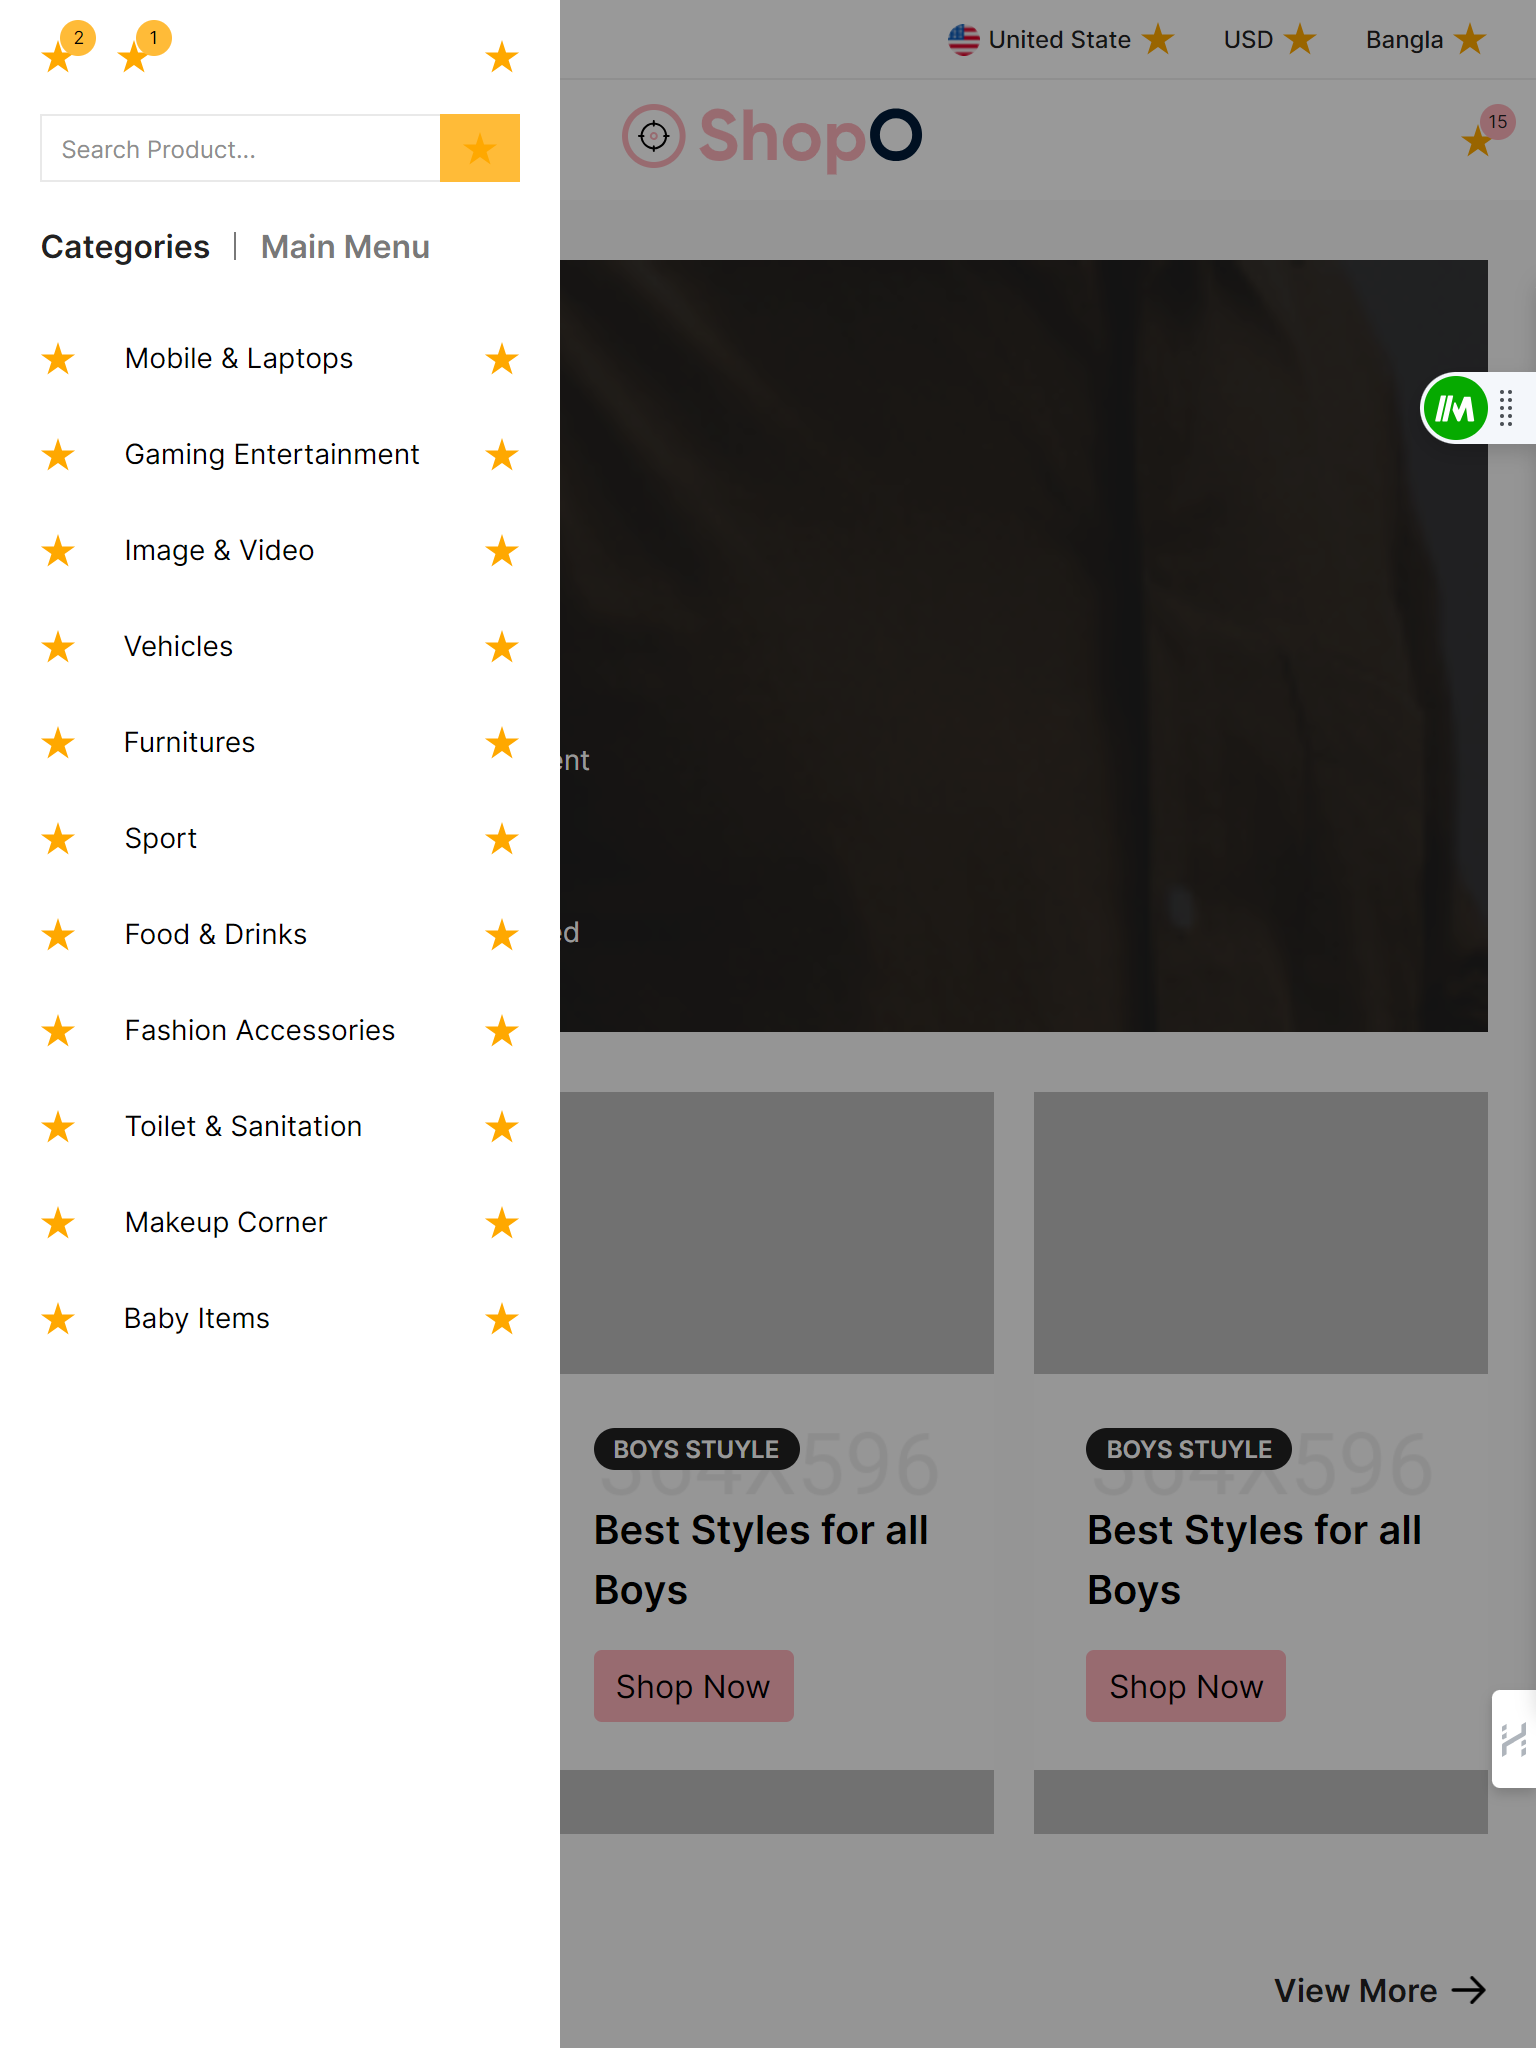 2
1
United State
USD
Bangla
ShopO
15
Search Product...
Categories
Main Menu
Mobile & Laptops
Gaming Entertainment
Image & Video
Vehicles
Furnitures
Sport
Food & Drinks
Fashion Accessories
Toilet & Sanitation
Makeup Corner
Baby Items
BOYS STUYLE
Best Styles for all
Boys
Shop Now
BOYS STUYLE
Best Styles for all
Boys
Shop Now
View More